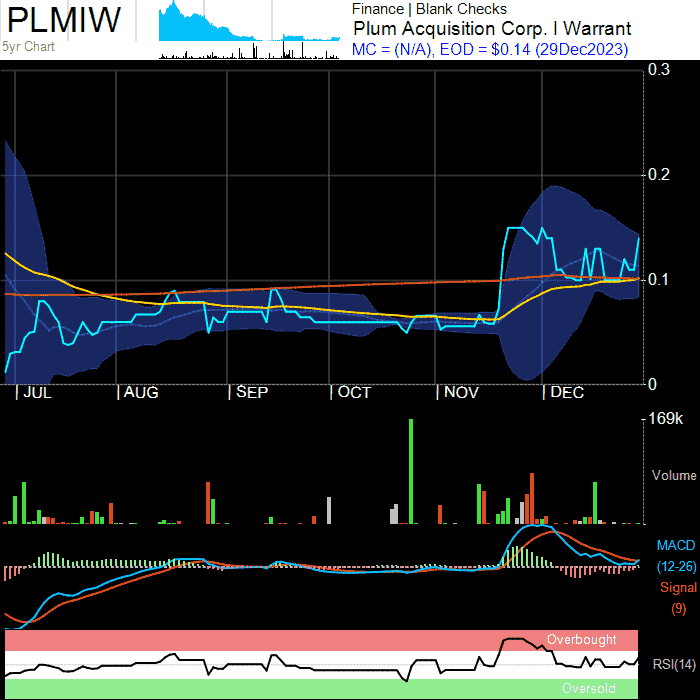 PLMIW
5yr Chart
Finance | Blank Checks
Plum Acquisition Corp. I Warrant
MC = (N/A), EOD = $0.14 (29Dec2023)
0.3
0.2
0.1
0
JUL AUG SEP OCT NOV DEC
169k
Volume
MACD
(12-26)
Signal
(9)
Overbought
RSI(14)
Oversold